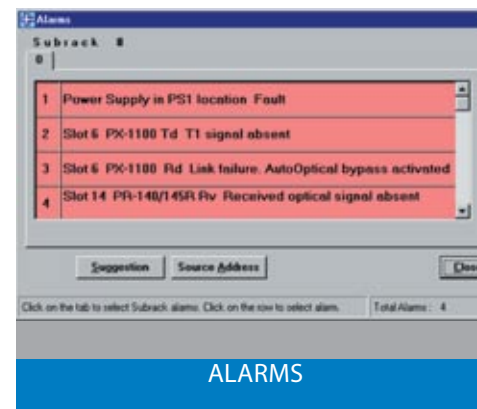 Alarms
Subrack 0
0
1 Power Supply in PS1 location Fault
2 Slot 6 PX-1100 Td T1 signal absent
3 Slot 6 PX-1100 Rd Link failure. AutoOptical bypass activated
4 Slot 14 PR-140/145R Rv Received optical signal absent
Suggestion Source Address Clos
Click on the tab to select Subrack alarms. Click on the row to select alarm. Total Alarms : 4
ALARMS